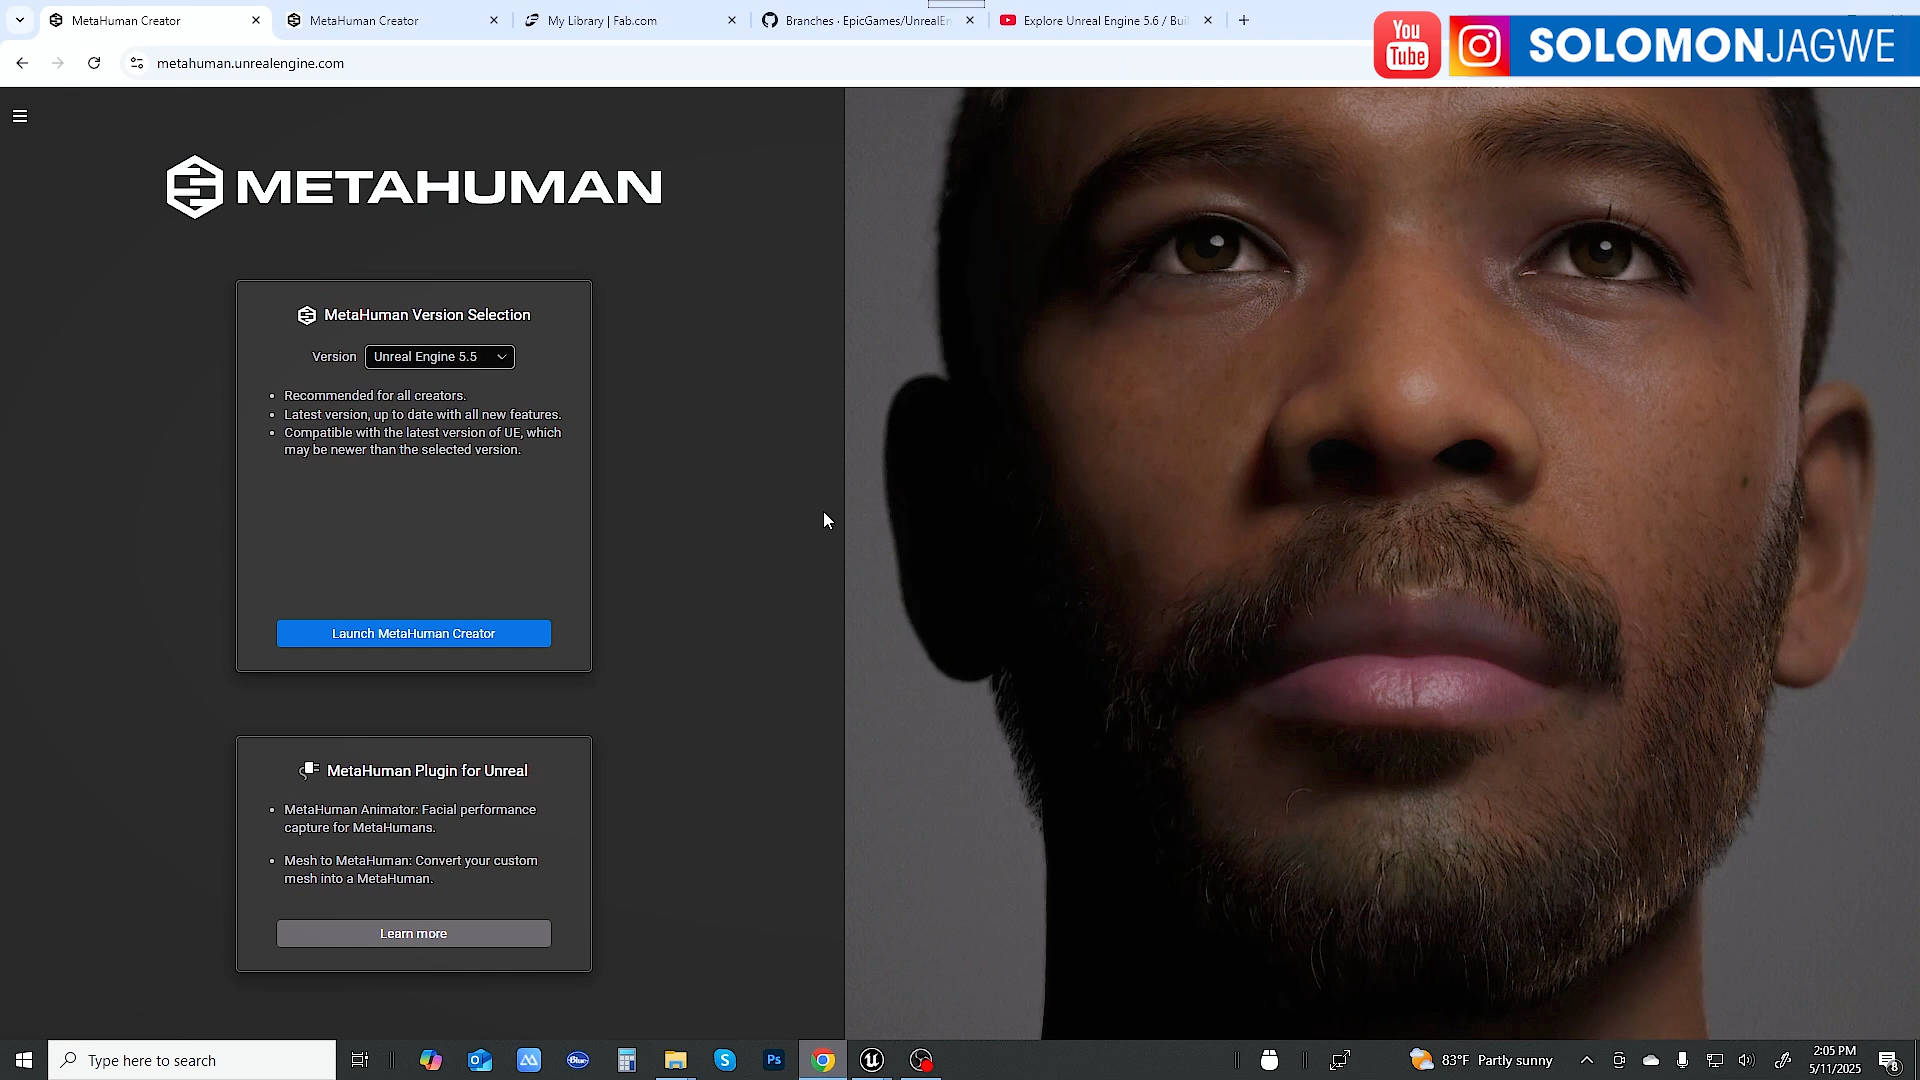 MetaHuman Creator
MetaHuman Creator
My Library | Fab.com
Branches · EpicGames/UnrealEn
Explore Unreal Engine 5.6 / Bui
metahuman.unrealengine.com
You
Tube
SOLOMONJAGWE
METAHUMAN
MetaHuman Version Selection
Version Unreal Engine 5.5
• Recommended for all creators.
• Latest version, up to date with all new features.
• Compatible with the latest version of UE, which
may be newer than the selected version.
Launch MetaHuman Creator
MetaHuman Plugin for Unreal
• MetaHuman Animator: Facial performance
capture for MetaHumans.
• Mesh to MetaHuman: Convert your custom
mesh into a MetaHuman.
Learn more
Type here to search
Blue
Ps
83°F Partly sunny
2:05 PM
5/11/2025
8